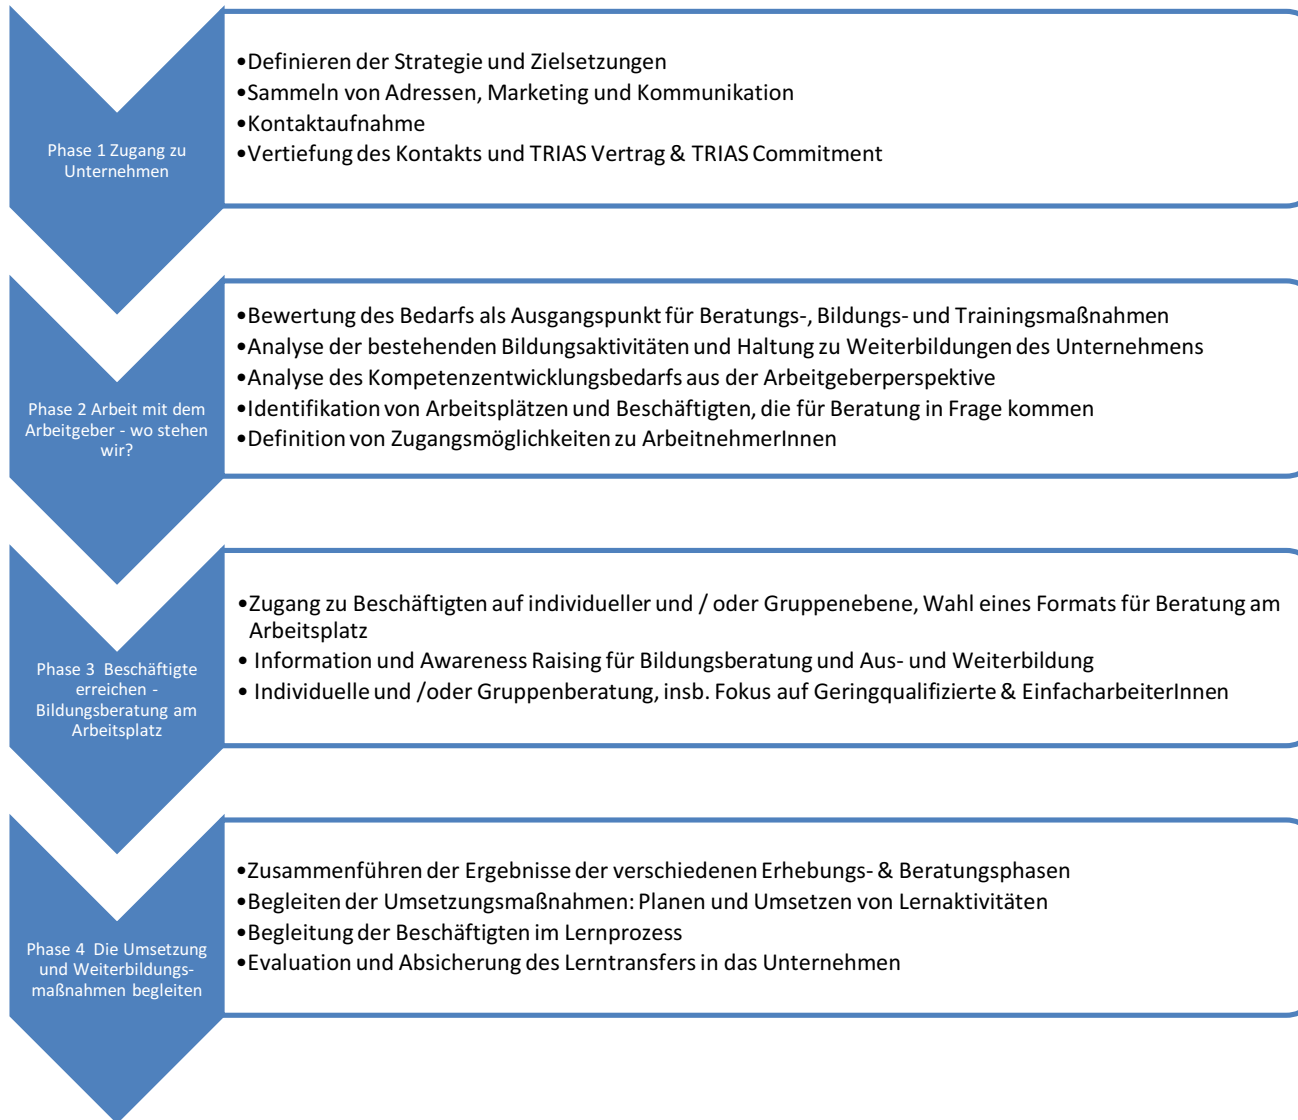 Phase 1 Zugang zu
Unternehmen
•Definieren der Strategie und Zielsetzungen
•Sammeln von Adressen, Marketing und Kommunikation
•Kontaktaufnahme
•Vertiefung des Kontakts und TRIAS Vertrag & TRIAS Commitment
Phase 2 Arbeit mit dem
Arbeitgeber - wo stehen
wir?
•Bewertung des Bedarfs als Ausgangspunkt für Beratungs-, Bildungs- und Trainingsmaßnahmen
•Analyse der bestehenden Bildungsaktivitäten und Haltung zu Weiterbildungen des Unternehmens
•Analyse des Kompetenzentwicklungsbedarfs aus der Arbeitgeberperspektive
•Identifikation von Arbeitsplätzen und Beschäftigten, die für Beratung in Frage kommen
•Definition von Zugangsmöglichkeiten zu ArbeitnehmerInnen
Phase 3 Beschäftigte
erreichen -
Bildungsberatung am
Arbeitsplatz
•Zugang zu Beschäftigten auf individueller und / oder Gruppenebene, Wahl eines Formats für Beratung am
Arbeitsplatz
• Information und Awareness Raising für Bildungsberatung und Aus- und Weiterbildung
• Individuelle und /oder Gruppenberatung, insb. Fokus auf Geringqualifizierte & EinfacharbeiterInnen
Phase 4 Die Umsetzung
und Weiterbildungs-
maßnahmen begleiten
•Zusammenführen der Ergebnisse der verschiedenen Erhebungs- & Beratungsphasen
•Begleiten der Umsetzungsmaßnahmen: Planen und Umsetzen von Lernaktivitäten
•Begleitung der Beschäftigten im Lernprozess
•Evaluation und Absicherung des Lerntransfers in das Unternehmen